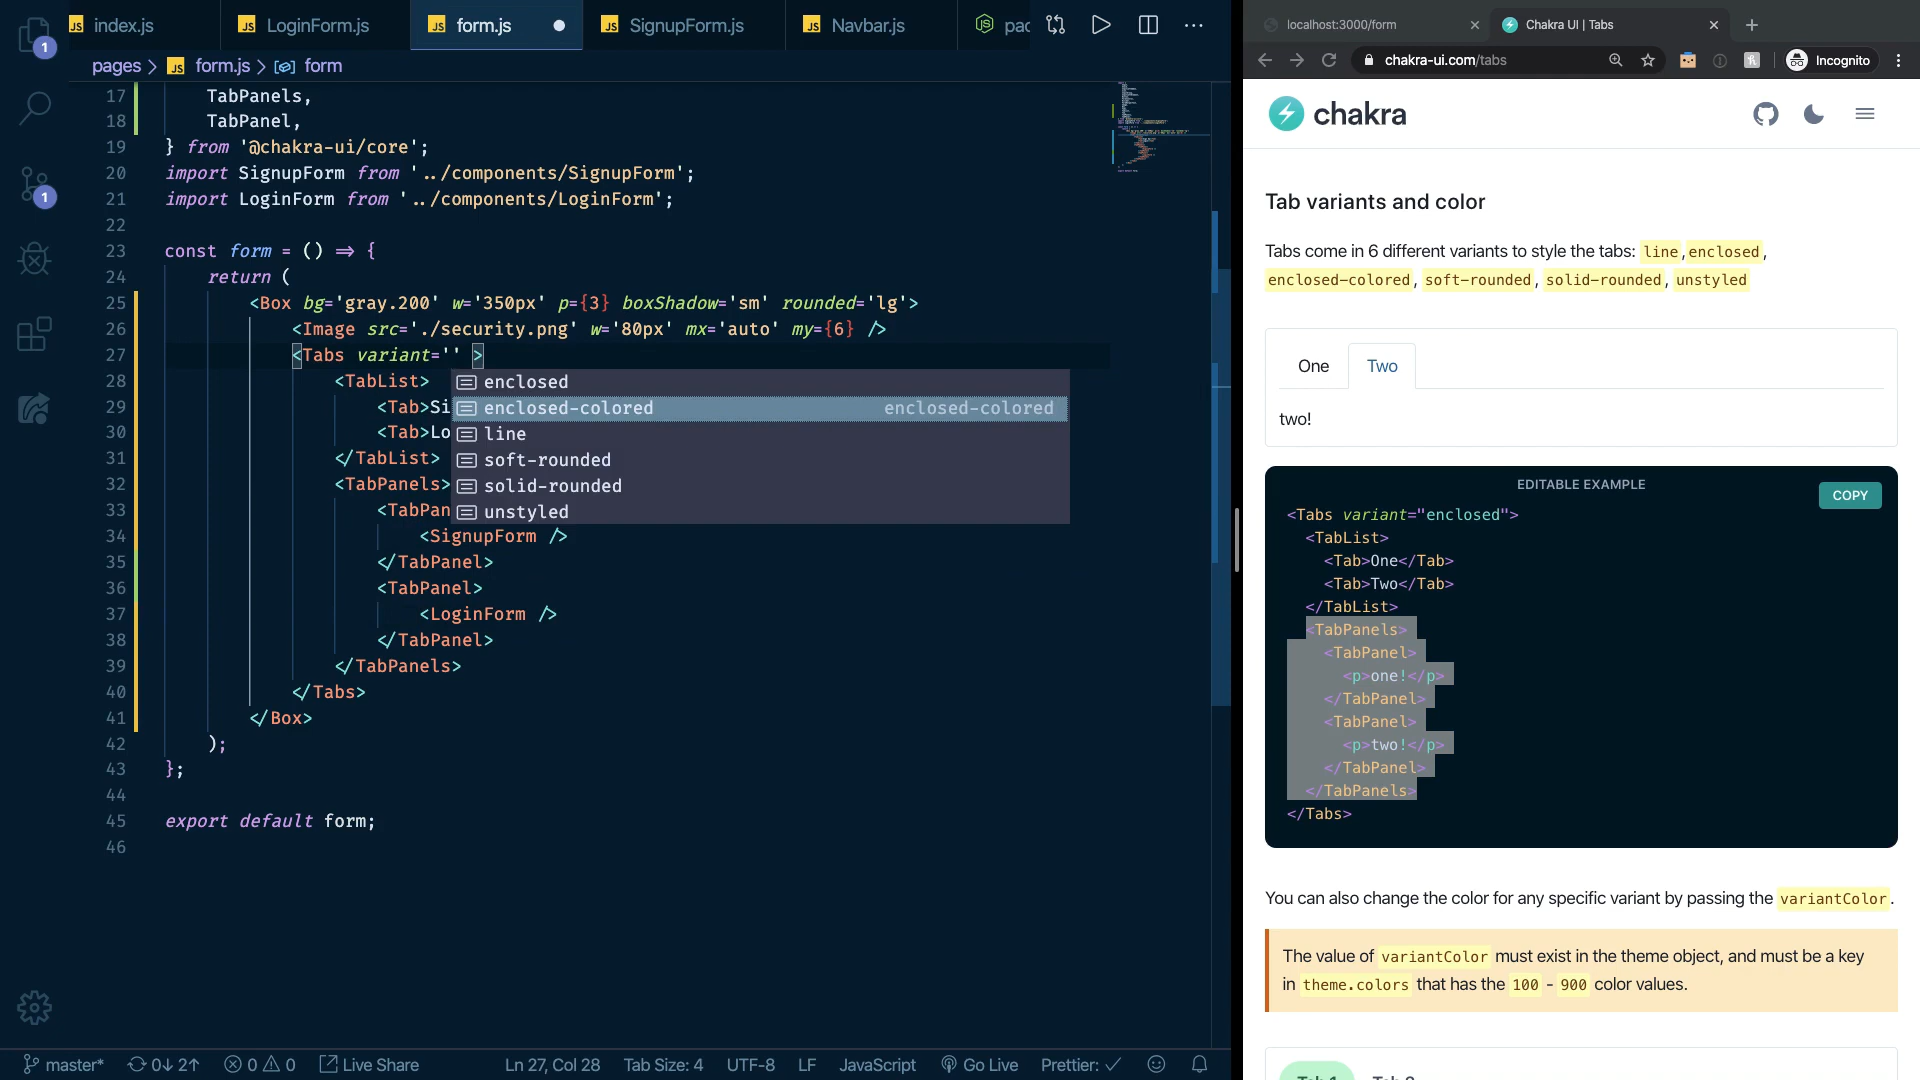 index.js
LoginForm.js
form.js
SignupForm.js
Navbar.js
1
pages > form.js > form
17 TabPanels,
18 TabPanel,
19 } from '@chakra-ui/core';
20 import SignupForm from '../components/SignupForm';
21 import LoginForm from '../components/LoginForm';
22
23 const form = () => {
24 return (
25 <Box bg='gray.200' w='350px' p={3} boxShadow='sm' rounded='lg'>
26 <Image src='./security.png' w='80px' mx='auto' my={6} />
27 <Tabs variant='' >
28 <TabList>
29 <Tab>Si
30 <Tab>Lo
31 </TabList>
32 <TabPanels>
33 <TabPan
34 <SignupForm />
35 </TabPanel>
36 <TabPanel>
37 <LoginForm />
38 </TabPanel>
39 </TabPanels>
40 </Tabs>
41 </Box>
42 );
43 };
44
45 export default form;
46
enclosed
enclosed-colored enclosed-colored
line
soft-rounded
solid-rounded
unstyled
1
master* 0↓ 2↑ 0 0 Live Share Ln 27, Col 28 Tab Size: 4 UTF-8 LF JavaScript Go Live Prettier: ✓
localhost:3000/form
Chakra UI | Tabs
chakra-ui.com/tabs
Incognito
chakra
Tab variants and color
Tabs come in 6 different variants to style the tabs: line, enclosed,
enclosed-colored, soft-rounded, solid-rounded, unstyled
One Two
two!
EDITABLE EXAMPLE
COPY
<Tabs variant="enclosed">
<TabList>
<Tab>One</Tab>
<Tab>Two</Tab>
</TabList>
<TabPanels>
<TabPanel>
<p>one!</p>
</TabPanel>
<TabPanel>
<p>two!</p>
</TabPanel>
</TabPanels>
</Tabs>
You can also change the color for any specific variant by passing the variantColor.
The value of variantColor must exist in the theme object, and must be a key
in theme.colors that has the 100 - 900 color values.